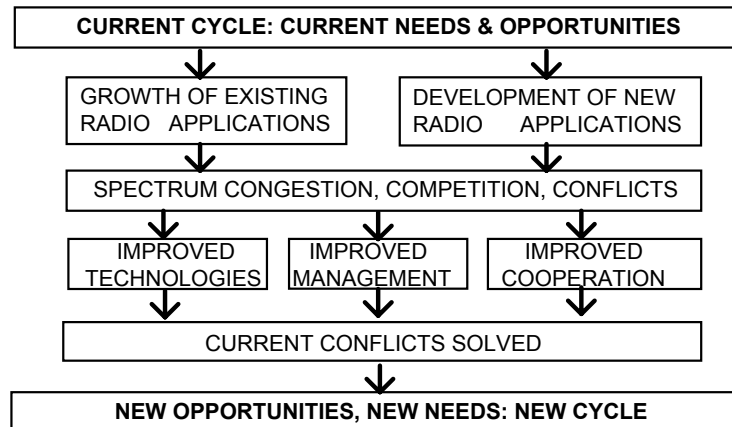 CURRENT CYCLE: CURRENT NEEDS & OPPORTUNITIES
GROWTH OF EXISTING
RADIO APPLICATIONS
DEVELOPMENT OF NEW
RADIO APPLICATIONS
SPECTRUM CONGESTION, COMPETITION, CONFLICTS
IMPROVED
TECHNOLOGIES
IMPROVED
MANAGEMENT
IMPROVED
COOPERATION
CURRENT CONFLICTS SOLVED
NEW OPPORTUNITIES, NEW NEEDS: NEW CYCLE